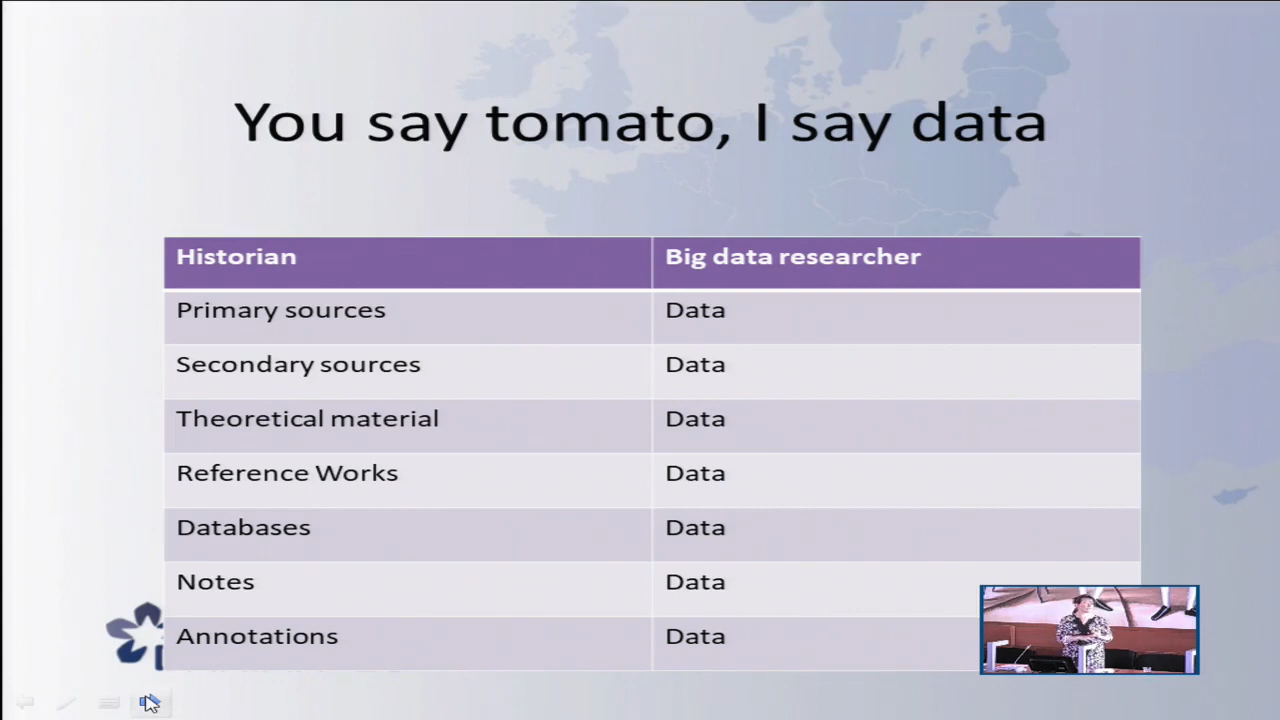 You say tomato, I say data
Historian Big data researcher
Primary sources Data
Secondary sources Data
Theoretical material Data
Reference Works Data
Databases Data
Notes Data
Annotations Data